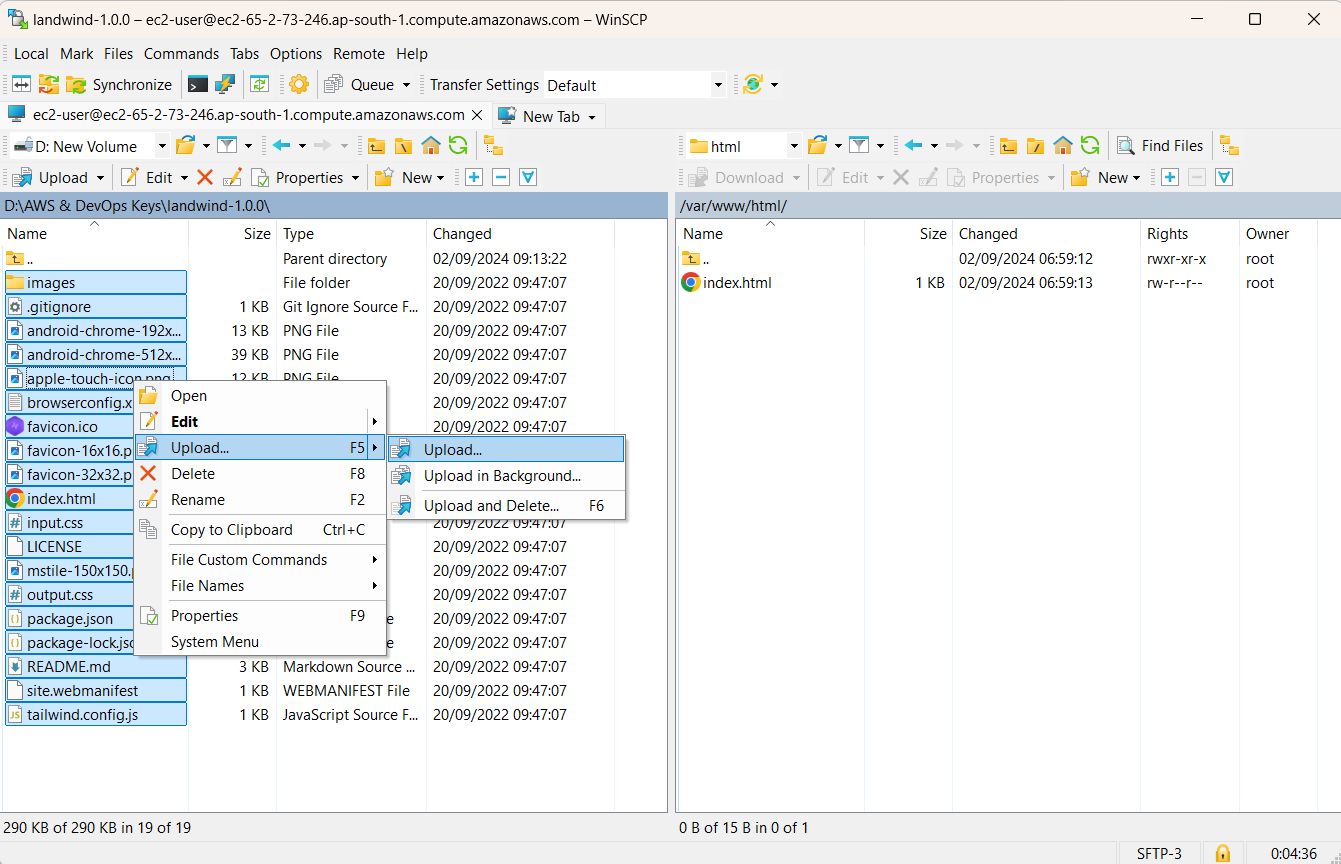 landwind-1.0.0 – ec2-user@ec2-65-2-73-246.ap-south-1.compute.amazonaws.com – WinSCP
Local Mark Files Commands Tabs Options Remote Help
Synchronize Queue Transfer Settings Default
ec2-user@ec2-65-2-73-246.ap-south-1.compute.amazonaws.com New Tab
D: New Volume
Upload Edit Properties New
D:\AWS & DevOps Keys\landwind-1.0.0\
Name Size Type Changed
.. Parent directory 02/09/2024 09:13:22
images File folder 20/09/2022 09:47:07
.gitignore 1 KB Git Ignore Source F... 20/09/2022 09:47:07
android-chrome-192x... 13 KB PNG File 20/09/2022 09:47:07
android-chrome-512x... 39 KB PNG File 20/09/2022 09:47:07
apple-touch-icon.png 12 KB PNG File 20/09/2022 09:47:07
browserconfig.x 20/09/2022 09:47:07
favicon.ico 20/09/2022 09:47:07
favicon-16x16.p
favicon-32x32.p
index.html
input.css 20/09/2022 09:47:07
LICENSE 20/09/2022 09:47:07
mstile-150x150. 20/09/2022 09:47:07
output.css 20/09/2022 09:47:07
package.json e 20/09/2022 09:47:07
package-lock.jso e 20/09/2022 09:47:07
README.md 3 KB Markdown Source ... 20/09/2022 09:47:07
site.webmanifest 1 KB WEBMANIFEST File 20/09/2022 09:47:07
tailwind.config.js 1 KB JavaScript Source F... 20/09/2022 09:47:07
Open
Edit
Upload... F5
Delete F8
Rename F2
Copy to Clipboard Ctrl+C
File Custom Commands
File Names
Properties F9
System Menu
Upload...
Upload in Background...
Upload and Delete... F6
290 KB of 290 KB in 19 of 19
html Find Files
Download Edit Properties New
/var/www/html/
Name Size Changed Rights Owner
.. 02/09/2024 06:59:12 rwxr-xr-x root
index.html 1 KB 02/09/2024 06:59:13 rw-r--r-- root
0 B of 15 B in 0 of 1
SFTP-3 0:04:36